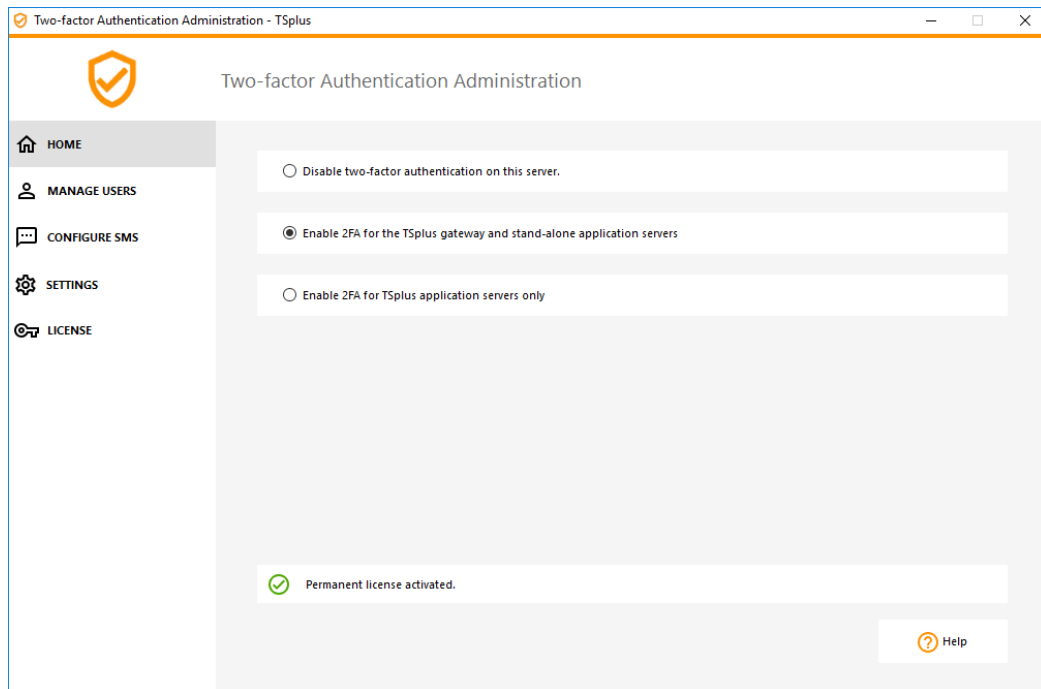 Two-factor Authentication Administration - TSplus
Two-factor Authentication Administration
HOME
MANAGE USERS
CONFIGURE SMS
SETTINGS
LICENSE
Disable two-factor authentication on this server.
Enable 2FA for the TSplus gateway and stand-alone application servers
Enable 2FA for TSplus application servers only
Permanent license activated.
Help